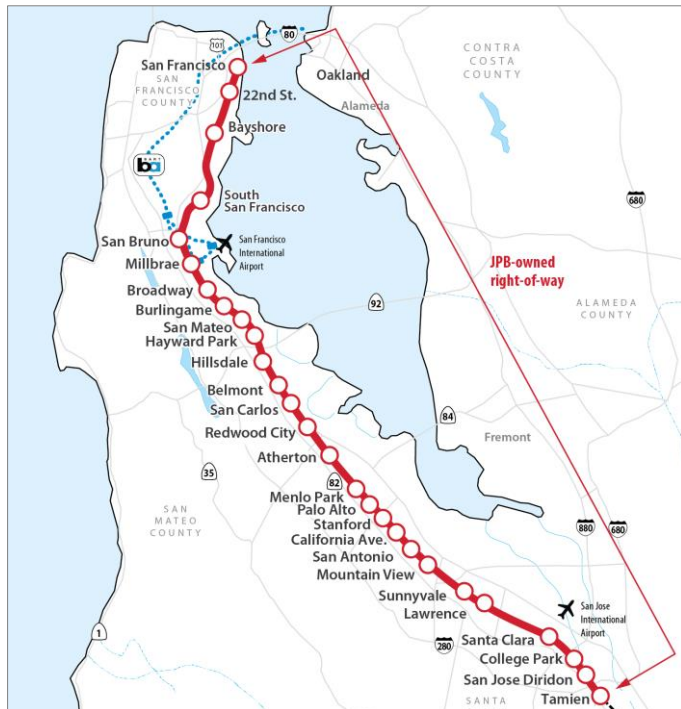 80
101
San Francisco
SAN
FRANCISCO
COUNTY
CONTRA
COSTA
COUNTY
Oakland
Alameda
22nd St.
Bayshore
ba
680
South
San Francisco
San Bruno
San Francisco
International
Airport
Millbrae
JPB-owned
right-of-way
Broadway
92
ALAMEDA
COUNTY
Burlingame
San Mateo
Hayward Park
Hillsdale
Belmont
San Carlos
84
Redwood City
Fremont
Atherton
35
82
Menlo Park
SAN
MATEO
COUNTY
Palo Alto
Stanford
880
680
California Ave.
San Antonio
Mountain View
Sunnyvale
Lawrence
San Jose
International
Airport
1
280
Santa Clara
College Park
San Jose Diridon
SANTA
Tamien